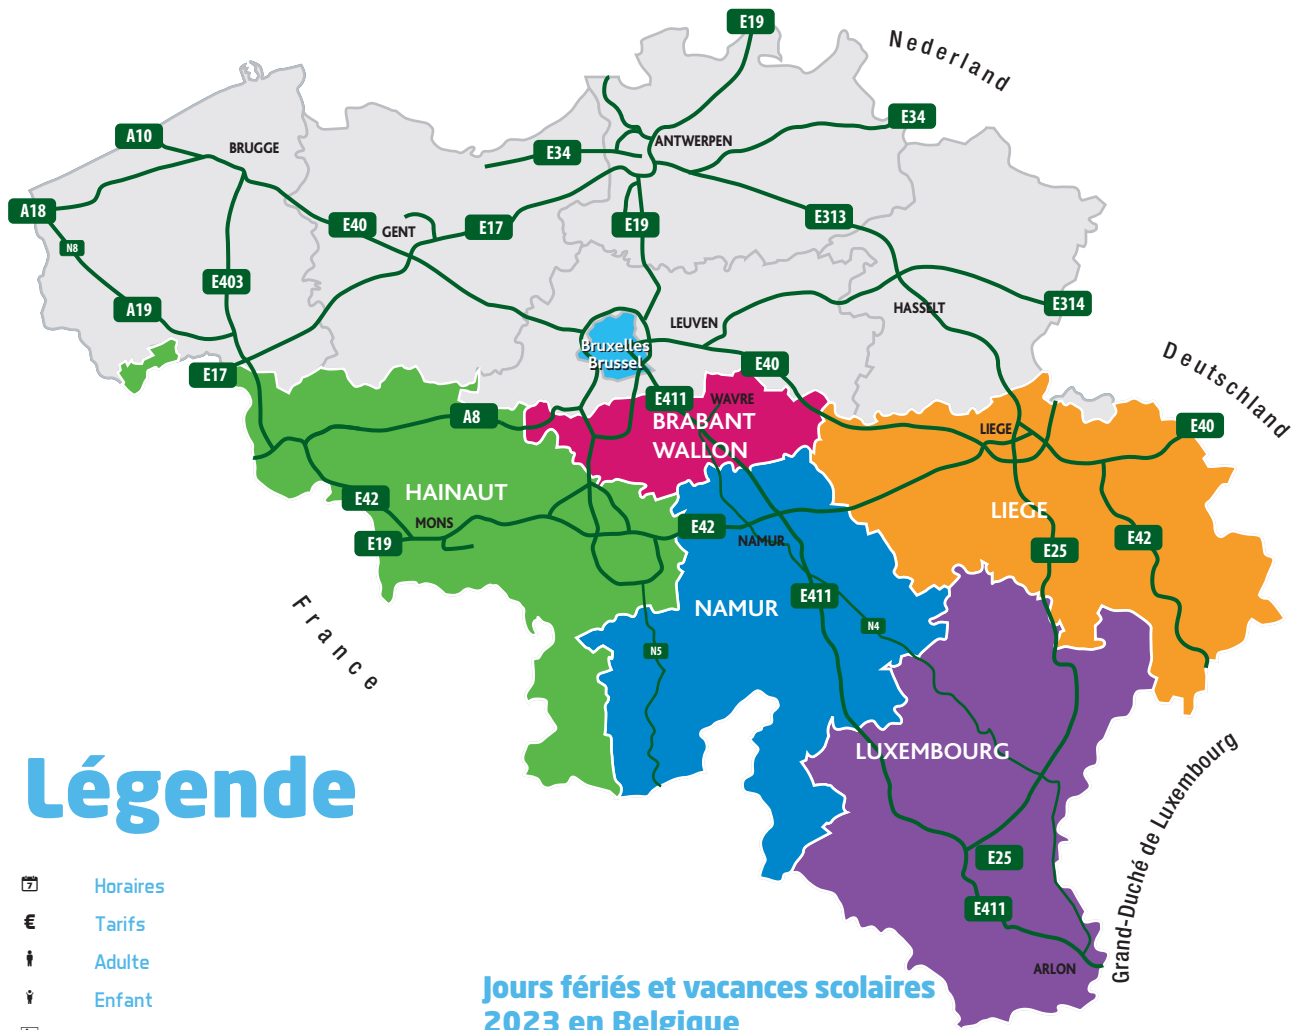 E19
Nederland
A10
E34
E34
BRUGGE
ANTWERPEN
A18
E40
GENT
E17
E19
E313
N8
E403
A19
LEUVEN
HASSELT
E314
Bruxelles
Brussel
E17
E40
Deutschland
E411
WAVRE
A8
BRABANT
WALLON
LIEGE
E40
HAINAUT
E42
MONS
E19
E42
NAMUR
LIEGE
E25
E42
France
NAMUR
E411
N4
N5
LUXEMBOURG
Grand-Duché de Luxembourg
E25
E411
ARLON
Légende
7
Horaires
€
Tarifs
Adulte
Enfant
Jours fériés et vacances scolaires
2023 en Belgique